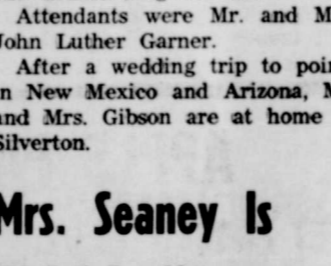 Attendants were Mr. and M
John Luther Garner.
After a wedding trip to poin
n New Mexico and Arizona, M
and Mrs. Gibson are at home
Silverton.
Mrs. Seaney Is